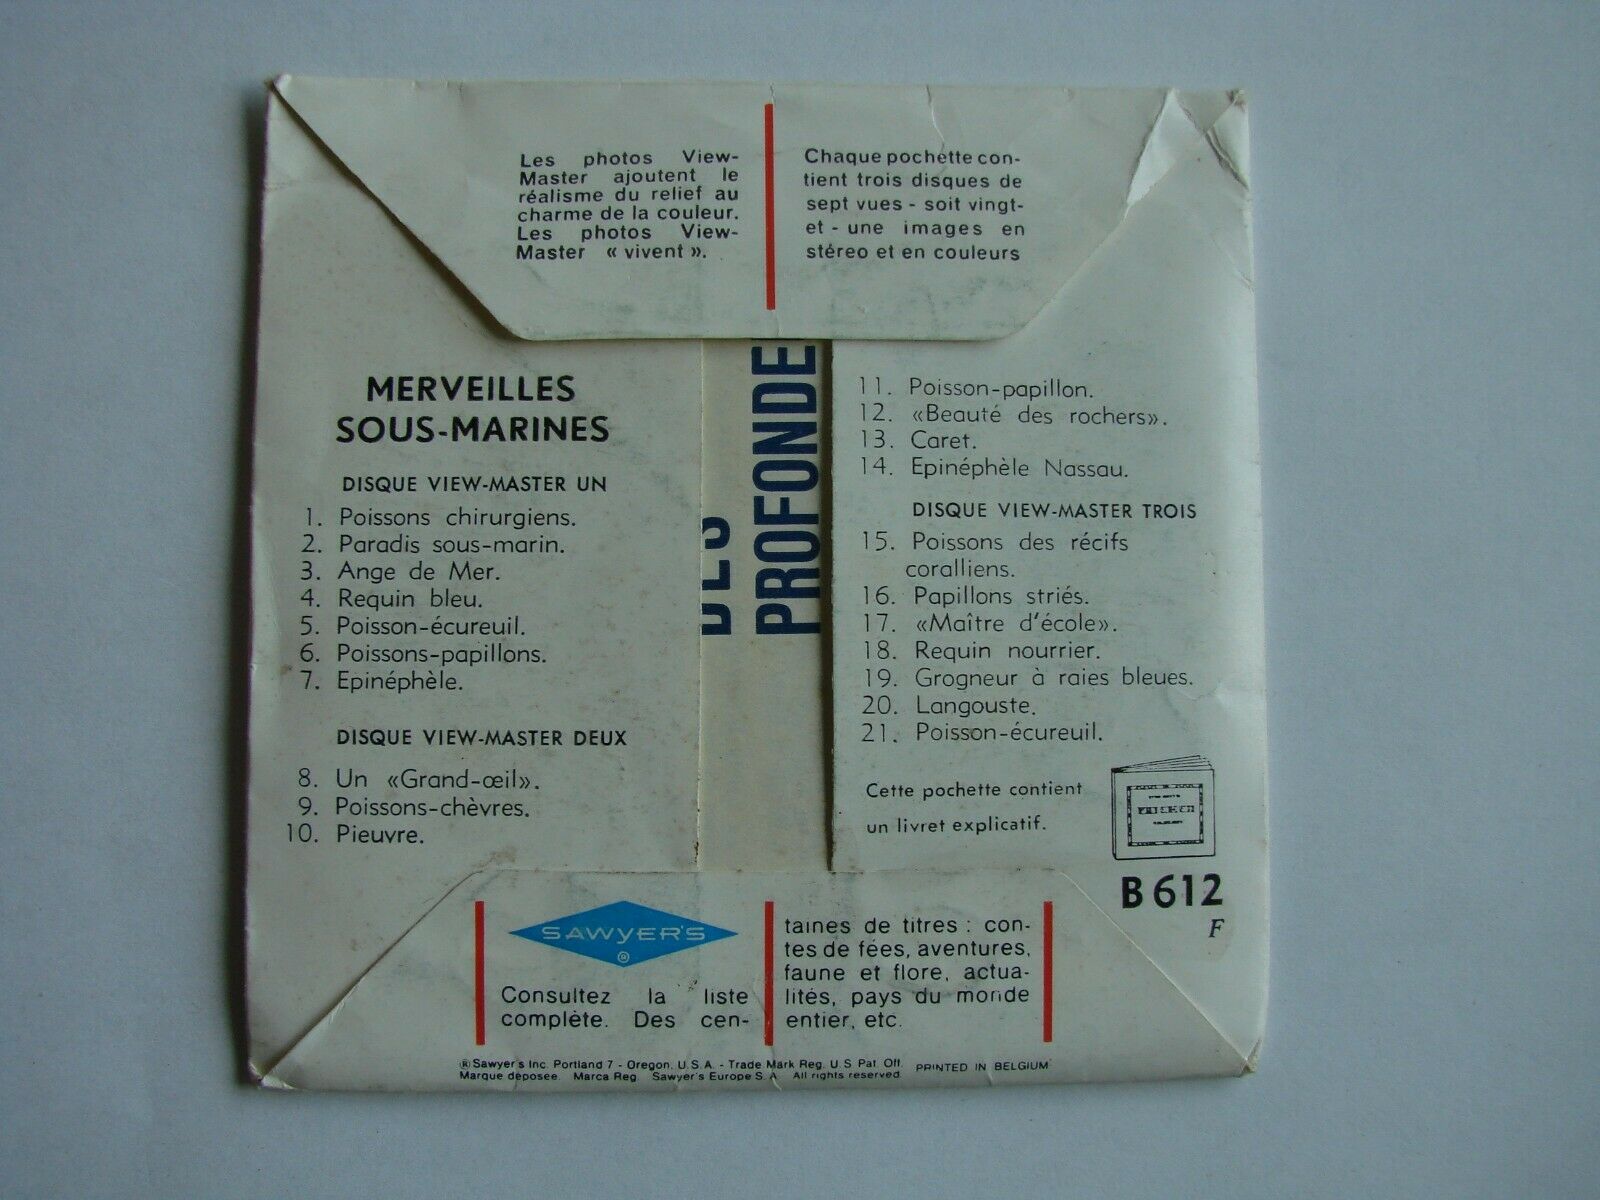 Les photos View-
Master ajoutent le
réalisme du relief au
charme de la couleur.
Les photos View-
Master « vivent ».
Chaque pochette con-
tient trois disques de
sept vues - soit vingt-
et - une images en
stéreo et en couleurs
MERVEILLES
SOUS-MARINES
DISQUE VIEW-MASTER UN
1. Poissons chirurgiens.
2. Paradis sous-marin.
3. Ange de Mer.
4. Requin bleu.
5. Poisson-écureuil.
6. Poissons-papillons.
7. Epinéphèle.
DISQUE VIEW-MASTER DEUX
8. Un «Grand-œil».
9. Poissons-chèvres.
10. Pieuvre.
DES
PROFONDE
11. Poisson-papillon.
12. «Beauté des rochers».
13. Caret.
14. Epinéphèle Nassau.
DISQUE VIEW-MASTER TROIS
15. Poissons des récifs
coralliens.
16. Papillons striés.
17. «Maître d'école».
18. Requin nourrier.
19. Grogneur à raies bleues.
20. Langouste.
21. Poisson-écureuil.
Cette pochette contient
un livret explicatif.
B 612
F
SAWYER'S
®
Consultez la liste
complète. Des cen-
taines de titres : con-
tes de fées, aventures,
faune et flore, actua-
lités, pays du monde
entier, etc.
® Sawyer's Inc. Portland 7 - Oregon. U.S.A. - Trade Mark Reg. U.S Pat. Off.
Marque déposée. Marca Reg. Sawyer's Europe S.A. All rights reserved.
PRINTED IN BELGIUM